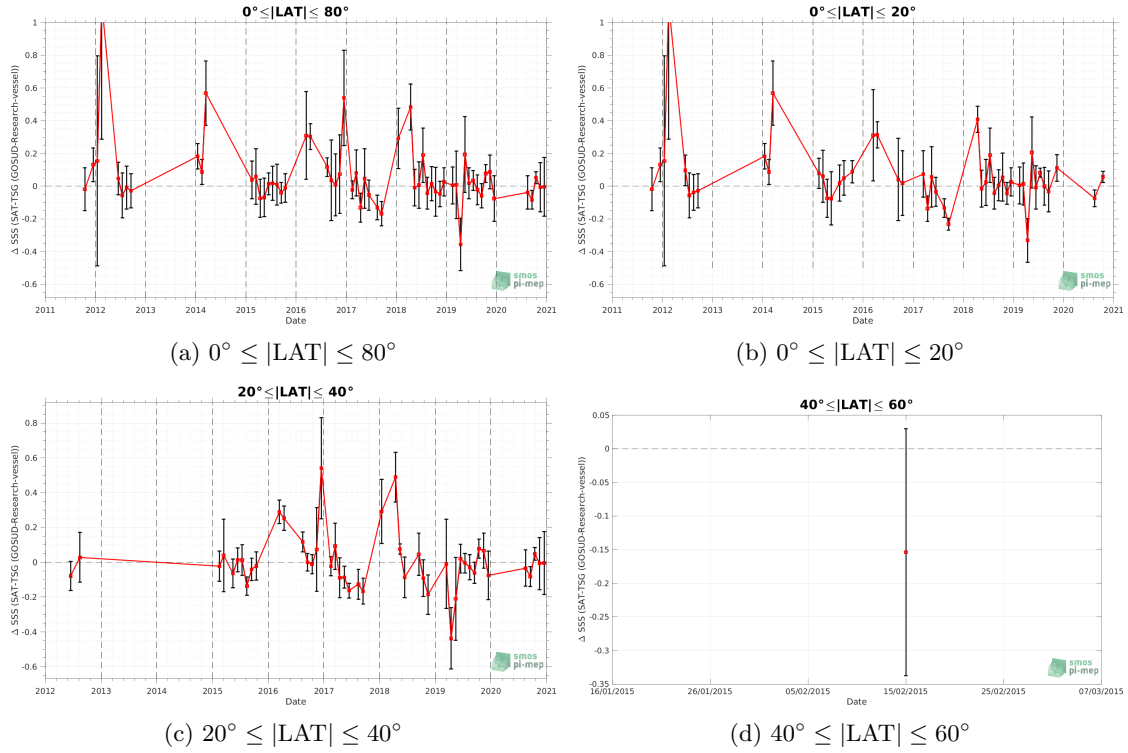 0°≤|LAT|≤ 80°
Δ SSS (SAT-TSG (GOSUD-Research-vessel))
1
0.8
0.6
0.4
0.2
0
-0.2
-0.4
-0.6
2011 2012 2013 2014 2015 2016 2017 2018 2019 2020 2021
Date
smos
pi-mep
(a) 0° ≤ |LAT| ≤ 80°
0°≤|LAT|≤ 20°
Δ SSS (SAT-TSG (GOSUD-Research-vessel))
1
0.8
0.6
0.4
0.2
0
-0.2
-0.4
-0.6
2011 2012 2013 2014 2015 2016 2017 2018 2019 2020 2021
Date
smos
pi-mep
(b) 0° ≤ |LAT| ≤ 20°
20°≤|LAT|≤ 40°
Δ SSS (SAT-TSG (GOSUD-Research-vessel))
0.8
0.6
0.4
0.2
0
-0.2
-0.4
-0.6
2012 2013 2014 2015 2016 2017 2018 2019 2020 2021
Date
smos
pi-mep
(c) 20° ≤ |LAT| ≤ 40°
40°≤|LAT|≤ 60°
Δ SSS (SAT-TSG (GOSUD-Research-vessel))
0.05
0
-0.05
-0.1
-0.15
-0.2
-0.25
-0.3
-0.35
16/01/2015 26/01/2015 05/02/2015 15/02/2015 25/02/2015 07/03/2015
Date
smos
pi-mep
(d) 40° ≤ |LAT| ≤ 60°